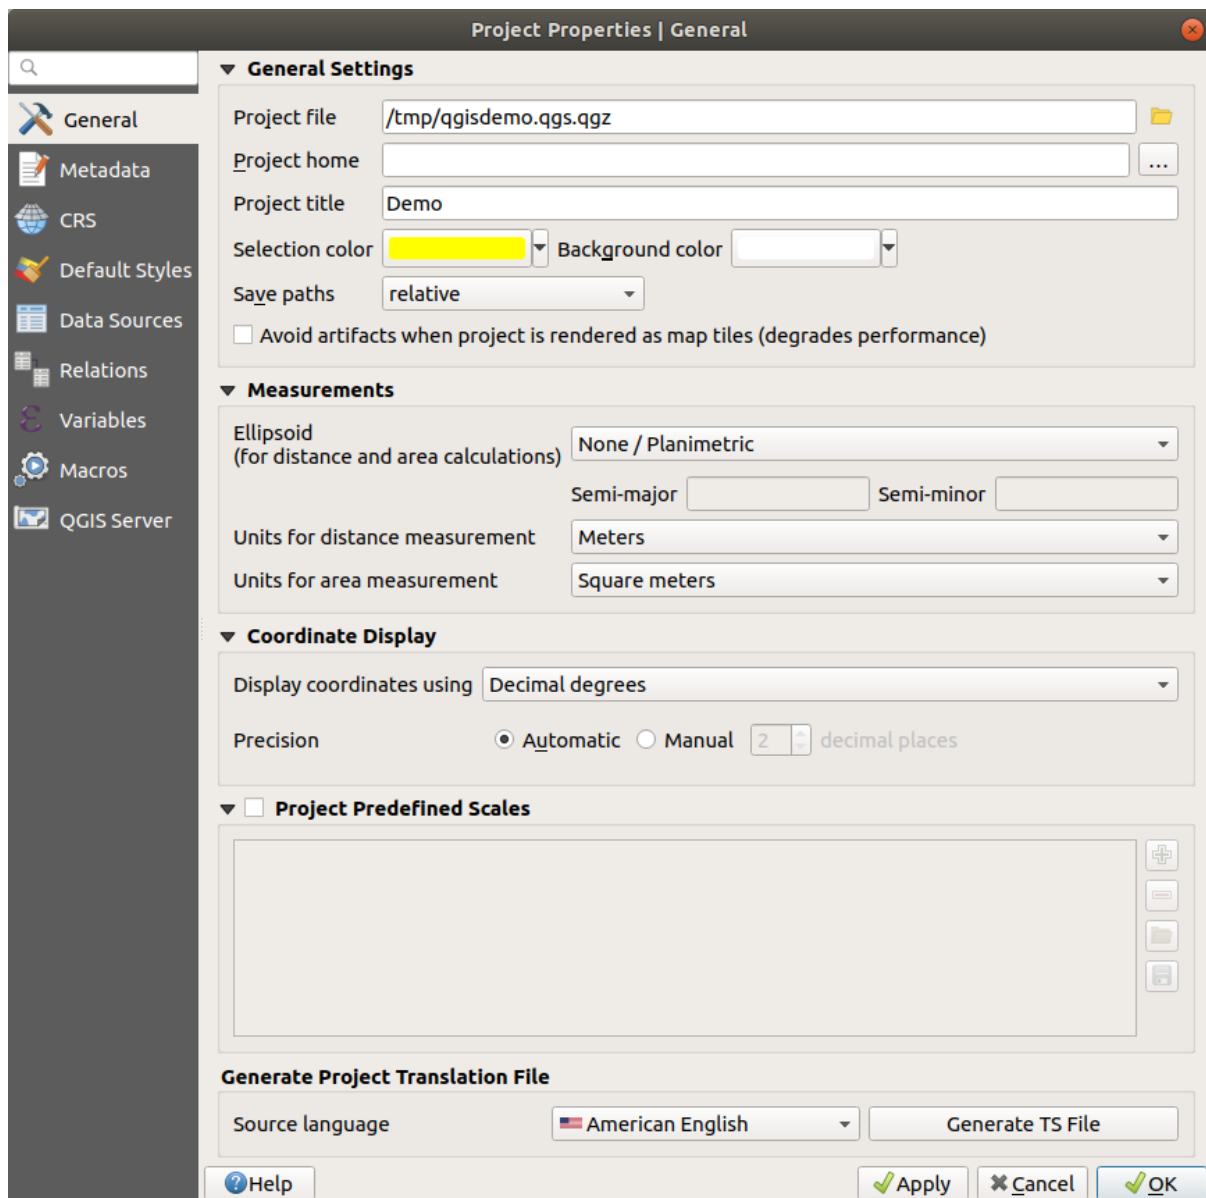 Project Properties | General
General
Metadata
CRS
Default Styles
Data Sources
Relations
Variables
Macros
QGIS Server
General Settings
Project file /tmp/qgisdemo.qgs.qgz
Project home ...
Project title Demo
Selection color Background color
Save paths relative
Avoid artifacts when project is rendered as map tiles (degrades performance)
Measurements
Ellipsoid
(for distance and area calculations) None / Planimetric
Semi-major Semi-minor
Units for distance measurement Meters
Units for area measurement Square meters
Coordinate Display
Display coordinates using Decimal degrees
Precision Automatic Manual 2 decimal places
Project Predefined Scales
Generate Project Translation File
Source language American English Generate TS File
Help Apply Cancel OK